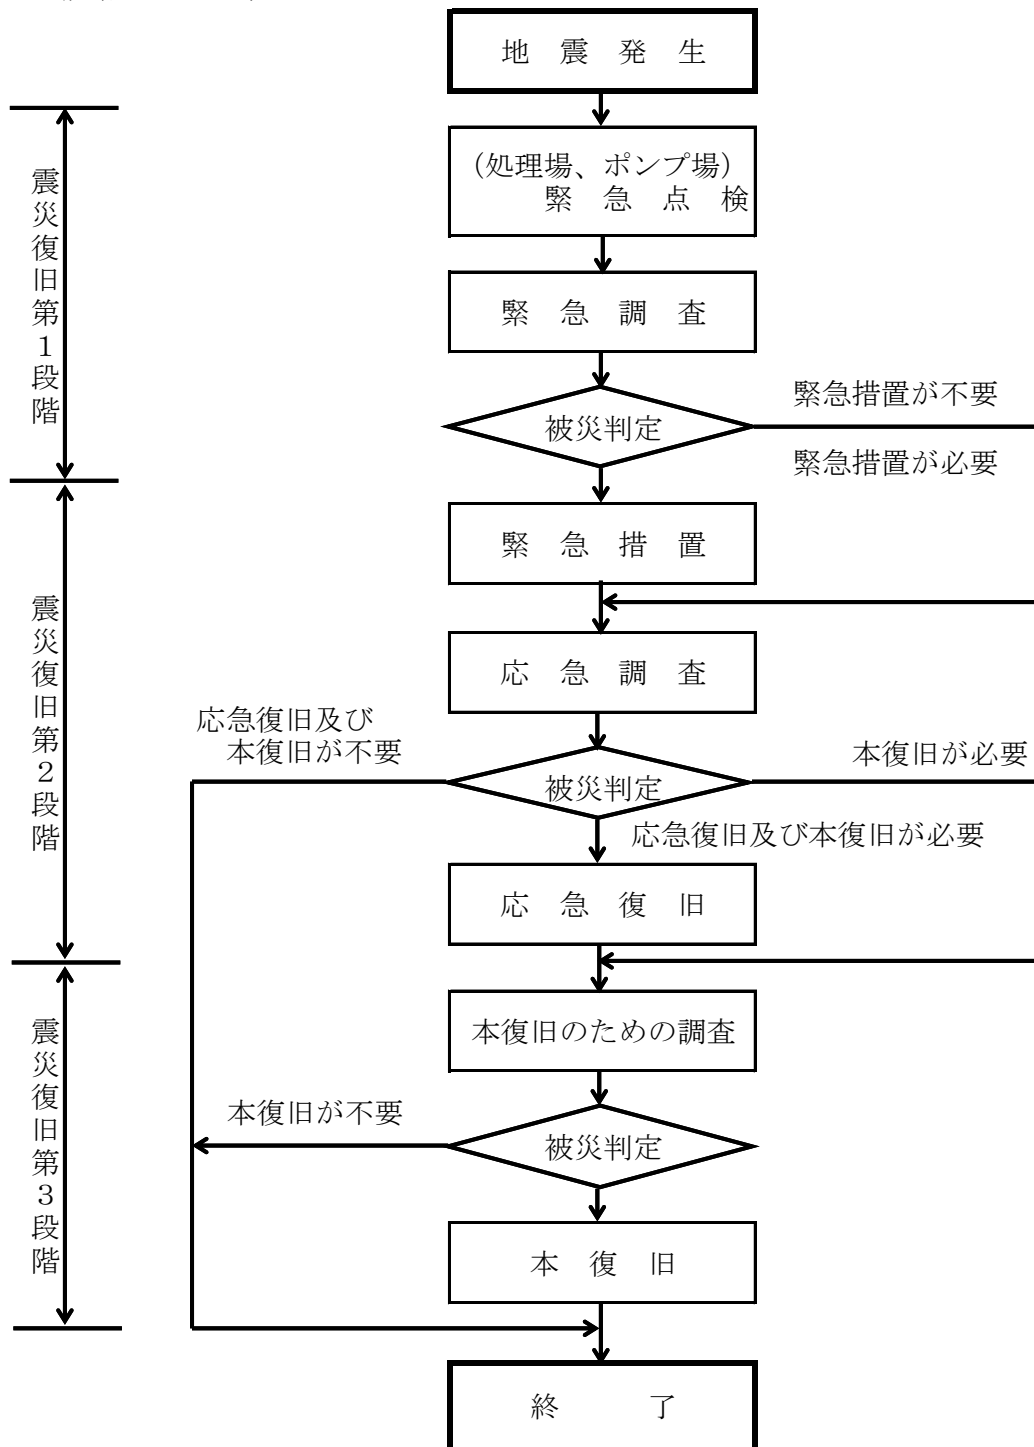 地　震　発　生
（処理場、ポンプ場）
緊　急　点　検
緊　急　調　査
震災復旧第１段階
緊急措置が不要
被災判定
緊急措置が必要
緊　急　措　置
震災復旧第２段階
応　急　調　査
応急復旧及び
本復旧が不要
本復旧が必要
被災判定
応急復旧及び本復旧が必要
応　急　復　旧
震災復旧第３段階
本復旧のための調査
本復旧が不要
被災判定
本　復　旧
終　　　了